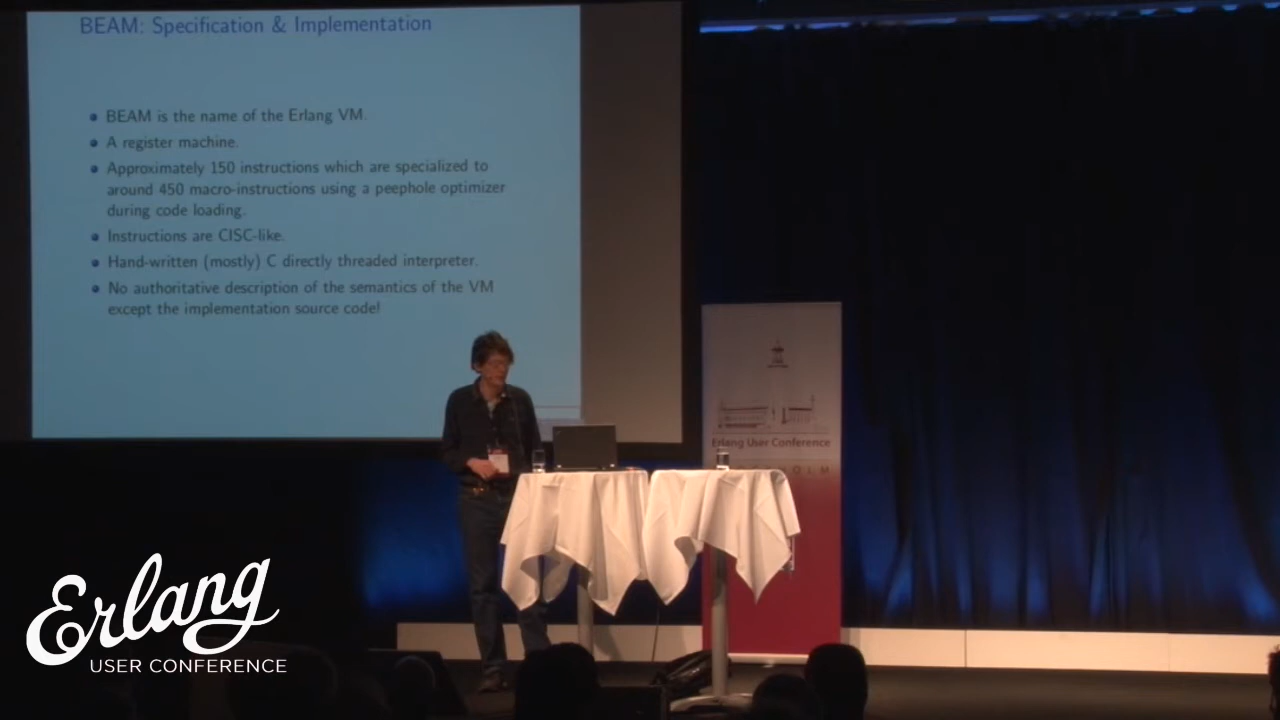 BEAM: Specification & Implementation
BEAM is the name of the Erlang VM.
A register machine.
Approximately 150 instructions which are specialized to
around 450 macro-instructions using a peephole optimizer
during code loading.
Instructions are CISC-like.
Hand-written (mostly) C directly threaded interpreter.
No authoritative description of the semantics of the VM
except the implementation source code!
Erlang User Conference
Erlang
USER CONFERENCE